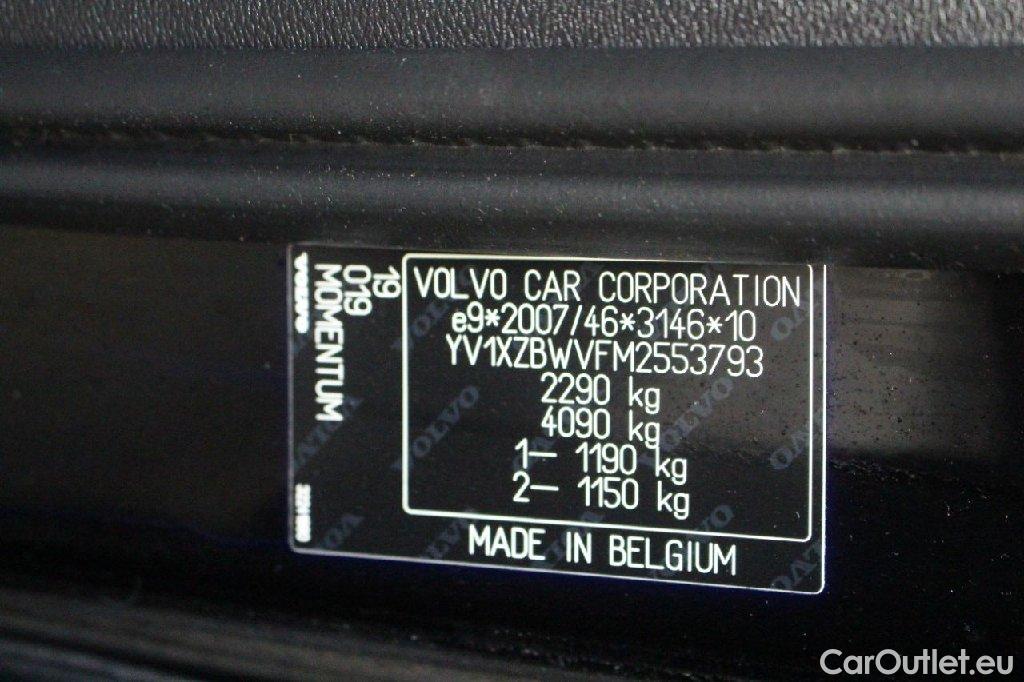 VOLVO CAR CORPORATION
e9*2007/46*3146*10
YV1XZBWVFM2553793
2290 kg
4090 kg
1– 1190 kg
2– 1150 kg
MADE IN BELGIUM
19
019
MOMENTUM
VOLVO
CarOutlet.eu